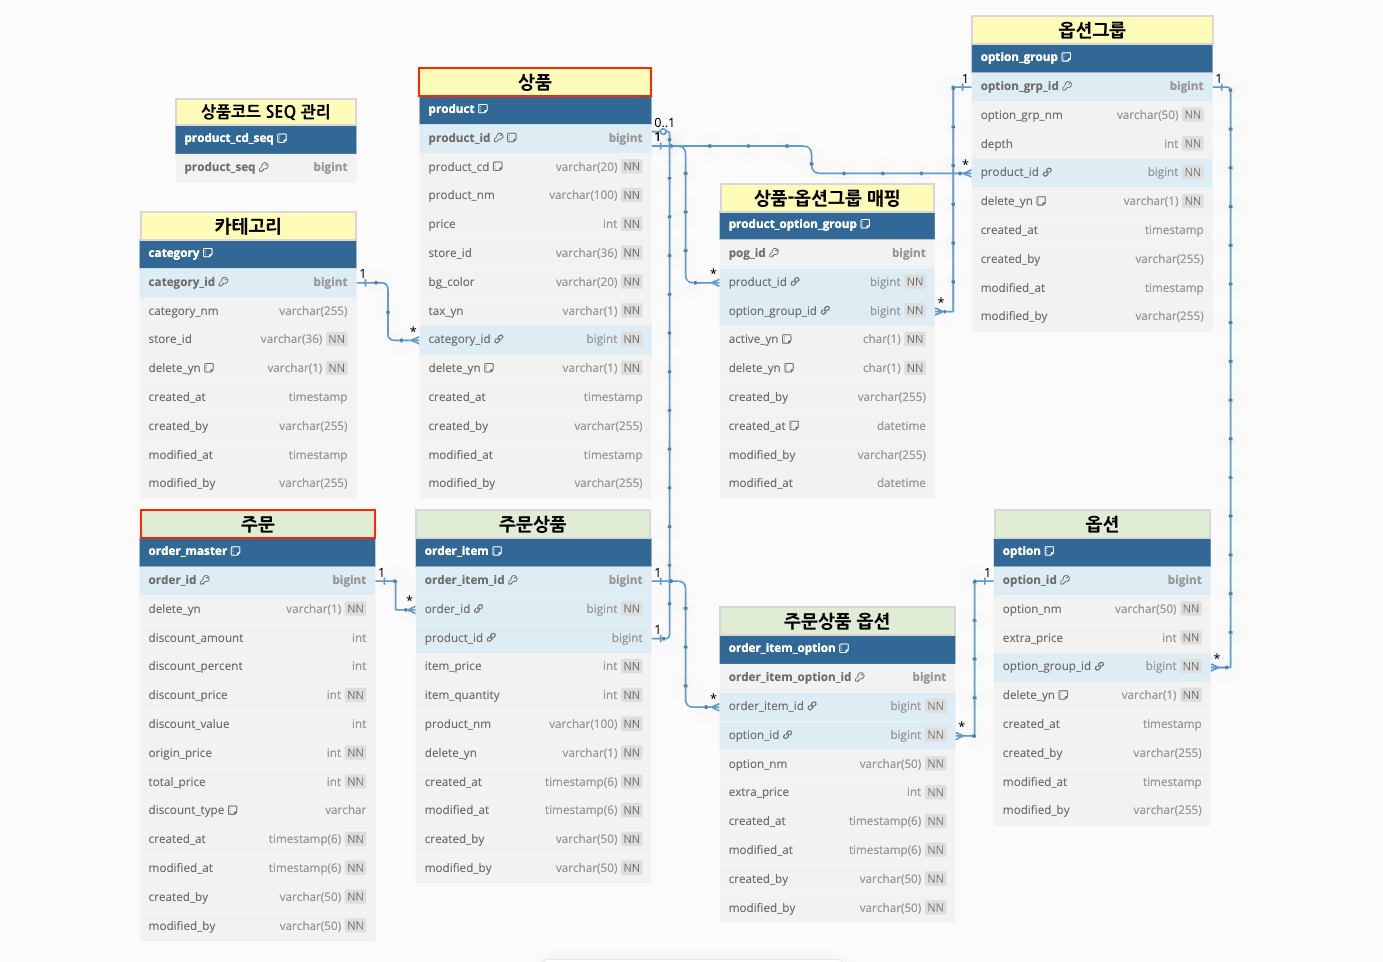 상품코드 SEQ 관리
product_cd_seq
product_seq bigint
카테고리
category
category_id bigint
category_nm varchar(255)
store_id varchar(36) NN
delete_yn varchar(1) NN
created_at timestamp
created_by varchar(255)
modified_at timestamp
modified_by varchar(255)
1
*
상품
product
product_id bigint
product_cd varchar(20) NN
product_nm varchar(100) NN
price int NN
store_id varchar(36) NN
bg_color varchar(20) NN
tax_yn varchar(1) NN
category_id bigint NN
delete_yn varchar(1) NN
created_at timestamp
created_by varchar(255)
modified_at timestamp
modified_by varchar(255)
0..1
1
*
*
상품-옵션그룹 매핑
product_option_group
pog_id bigint
product_id bigint NN
option_group_id bigint NN
active_yn char(1) NN
delete_yn char(1) NN
created_by varchar(255)
created_at datetime
modified_by varchar(255)
modified_at datetime
*
1
옵션그룹
option_group
option_grp_id bigint
option_grp_nm varchar(50) NN
depth int NN
product_id bigint NN
delete_yn varchar(1) NN
created_at timestamp
created_by varchar(255)
modified_at timestamp
modified_by varchar(255)
1
주문
order_master
order_id bigint
delete_yn varchar(1) NN
discount_amount int
discount_percent int
discount_price int NN
discount_value int
origin_price int NN
total_price int NN
discount_type varchar
created_at timestamp(6) NN
modified_at timestamp(6) NN
created_by varchar(50) NN
modified_by varchar(50) NN
1
*
주문상품
order_item
order_item_id bigint
order_id bigint NN
product_id bigint
item_price int NN
item_quantity int NN
product_nm varchar(100) NN
delete_yn varchar(1) NN
created_at timestamp(6) NN
modified_at timestamp(6) NN
created_by varchar(50) NN
modified_by varchar(50) NN
1
1
*
주문상품 옵션
order_item_option
order_item_option_id bigint
order_item_id bigint NN
option_id bigint NN
option_nm varchar(50) NN
extra_price int NN
created_at timestamp(6) NN
modified_at timestamp(6) NN
created_by varchar(50) NN
modified_by varchar(50) NN
*
1
옵션
option
option_id bigint
option_nm varchar(50) NN
extra_price int NN
option_group_id bigint NN
delete_yn varchar(1) NN
created_at timestamp
created_by varchar(255)
modified_at timestamp
modified_by varchar(255)
*